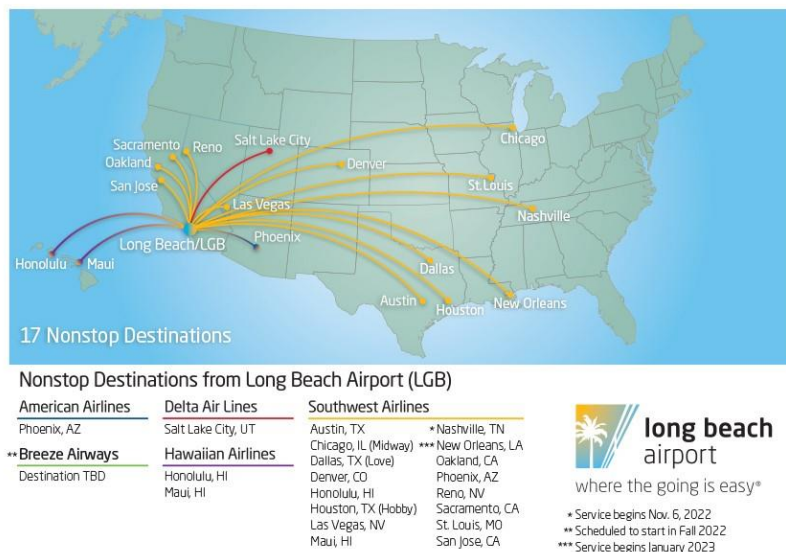 Sacramento
Reno
Salt Lake City
Chicago
Oakland
Denver
San Jose
St.Louis
Las Vegas
Nashville
Long Beach/LGB
Phoenix
Honolulu
Maui
Dallas
Austin
Houston
New Orleans
17 Nonstop Destinations
Nonstop Destinations from Long Beach Airport (LGB)
American Airlines
Phoenix, AZ
**Breeze Airways
Destination TBD
Delta Air Lines
Salt Lake City, UT
Hawaiian Airlines
Honolulu, HI
Maui, HI
Southwest Airlines
Austin, TX
Chicago, IL (Midway)
Dallas, TX (Love)
Denver, CO
Honolulu, HI
Houston, TX (Hobby)
Las Vegas, NV
Maui, HI
*Nashville, TN
***New Orleans, LA
Oakland, CA
Phoenix, AZ
Reno, NV
Sacramento, CA
St. Louis, MO
San Jose, CA
long beach
airport
where the going is easy®
* Service begins Nov. 6, 2022
** Scheduled to start in Fall 2022
*** Service begins January 2023